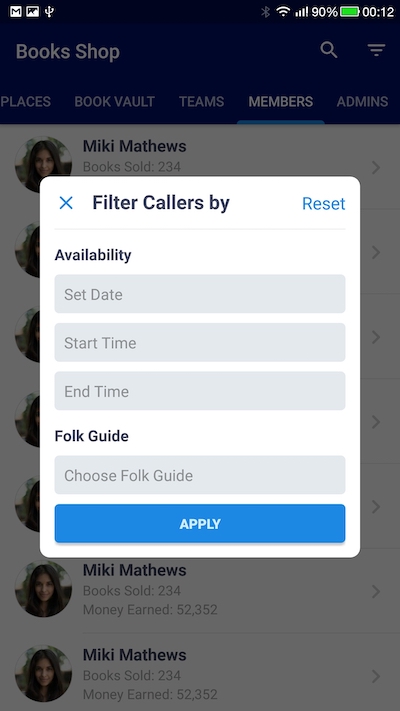 90% 00:12
Books Shop
PLACES BOOK VAULT TEAMS MEMBERS ADMINS
Miki Mathews
Books Sold: 234
Filter Callers by Reset
Availability
Set Date
Start Time
End Time
Folk Guide
Choose Folk Guide
APPLY
Miki Mathews
Books Sold: 234
Money Earned: 52,352
Miki Mathews
Books Sold: 234
Money Earned: 52,352